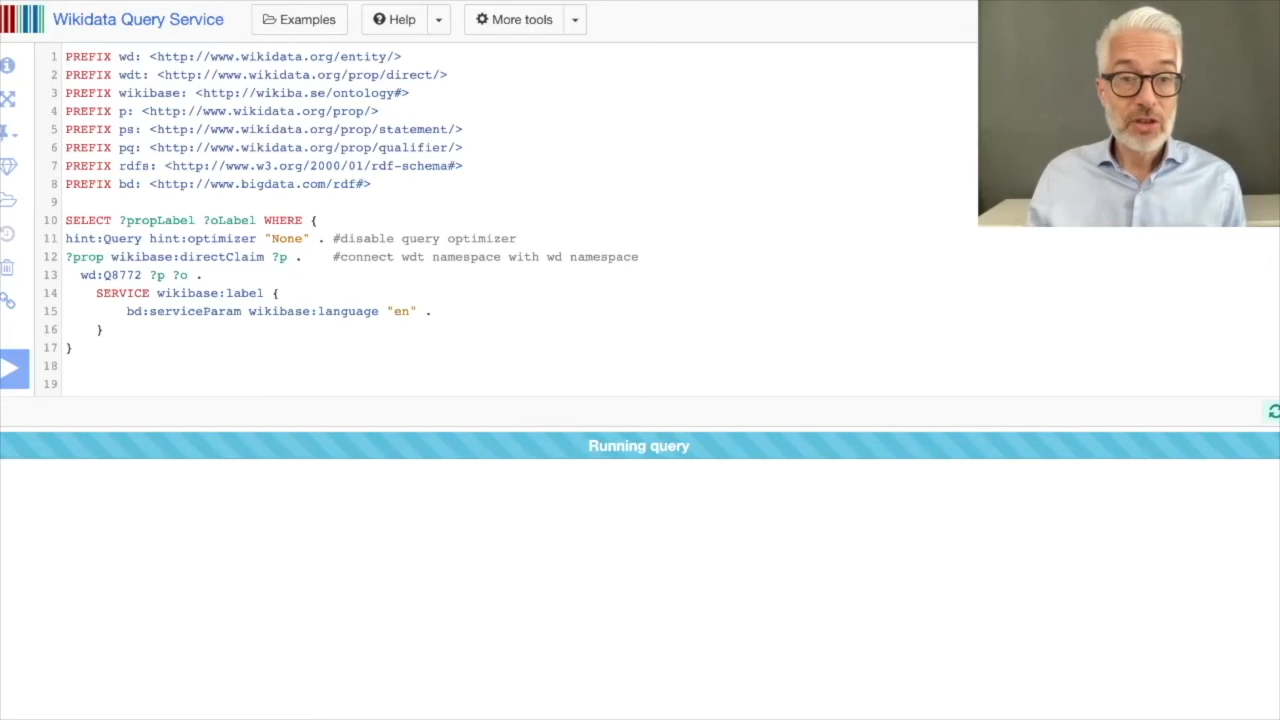 Wikidata Query Service Examples Help More tools
1 PREFIX wd: <http://www.wikidata.org/entity/>
2 PREFIX wdt: <http://www.wikidata.org/prop/direct/>
3 PREFIX wikibase: <http://wikiba.se/ontology#>
4 PREFIX p: <http://www.wikidata.org/prop/>
5 PREFIX ps: <http://www.wikidata.org/prop/statement/>
6 PREFIX pq: <http://www.wikidata.org/prop/qualifier/>
7 PREFIX rdfs: <http://www.w3.org/2000/01/rdf-schema#>
8 PREFIX bd: <http://www.bigdata.com/rdf#>
9
10 SELECT ?propLabel ?oLabel WHERE {
11 hint:Query hint:optimizer "None" . #disable query optimizer
12 ?prop wikibase:directClaim ?p . #connect wdt namespace with wd namespace
13 wd:Q8772 ?p ?o .
14 SERVICE wikibase:label {
15 bd:serviceParam wikibase:language "en" .
16 }
17 }
18
19
Running query